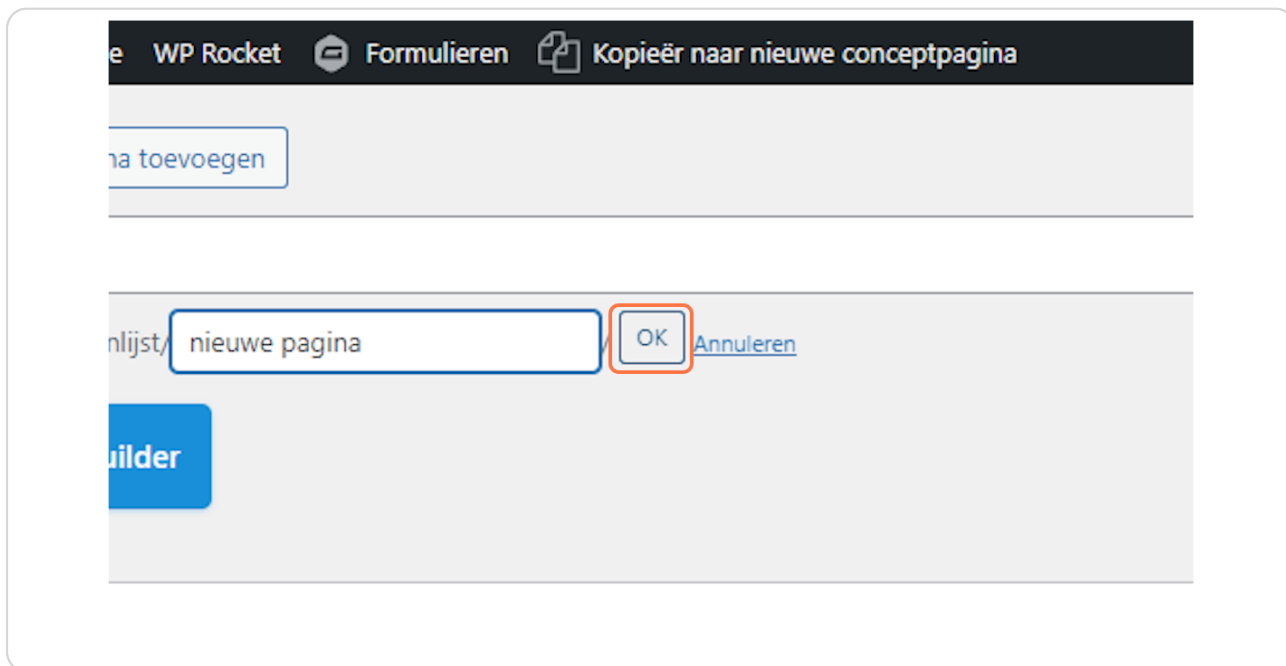 e WP Rocket Formulieren Kopieër naar nieuwe conceptpagina
na toevoegen
nlijst/ nieuwe pagina / OK Annuleren
uilder